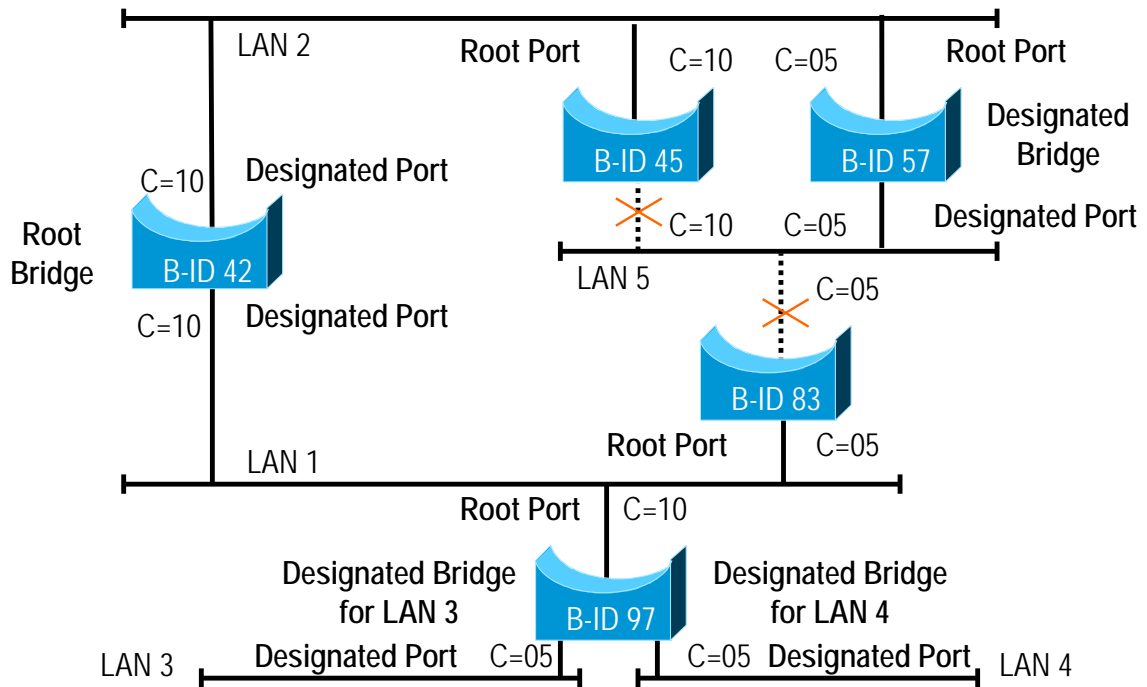 LAN 2
Root Port
C=10
C=05
Root Port
B-ID 45
B-ID 57
Designated
Bridge
C=10
Designated Port
C=10
C=05
Designated Port
Root
Bridge
B-ID 42
LAN 5
C=05
C=10
Designated Port
B-ID 83
Root Port
C=05
LAN 1
Root Port
C=10
Designated Bridge
for LAN 3
B-ID 97
Designated Bridge
for LAN 4
LAN 3
Designated Port
C=05
C=05
Designated Port
LAN 4